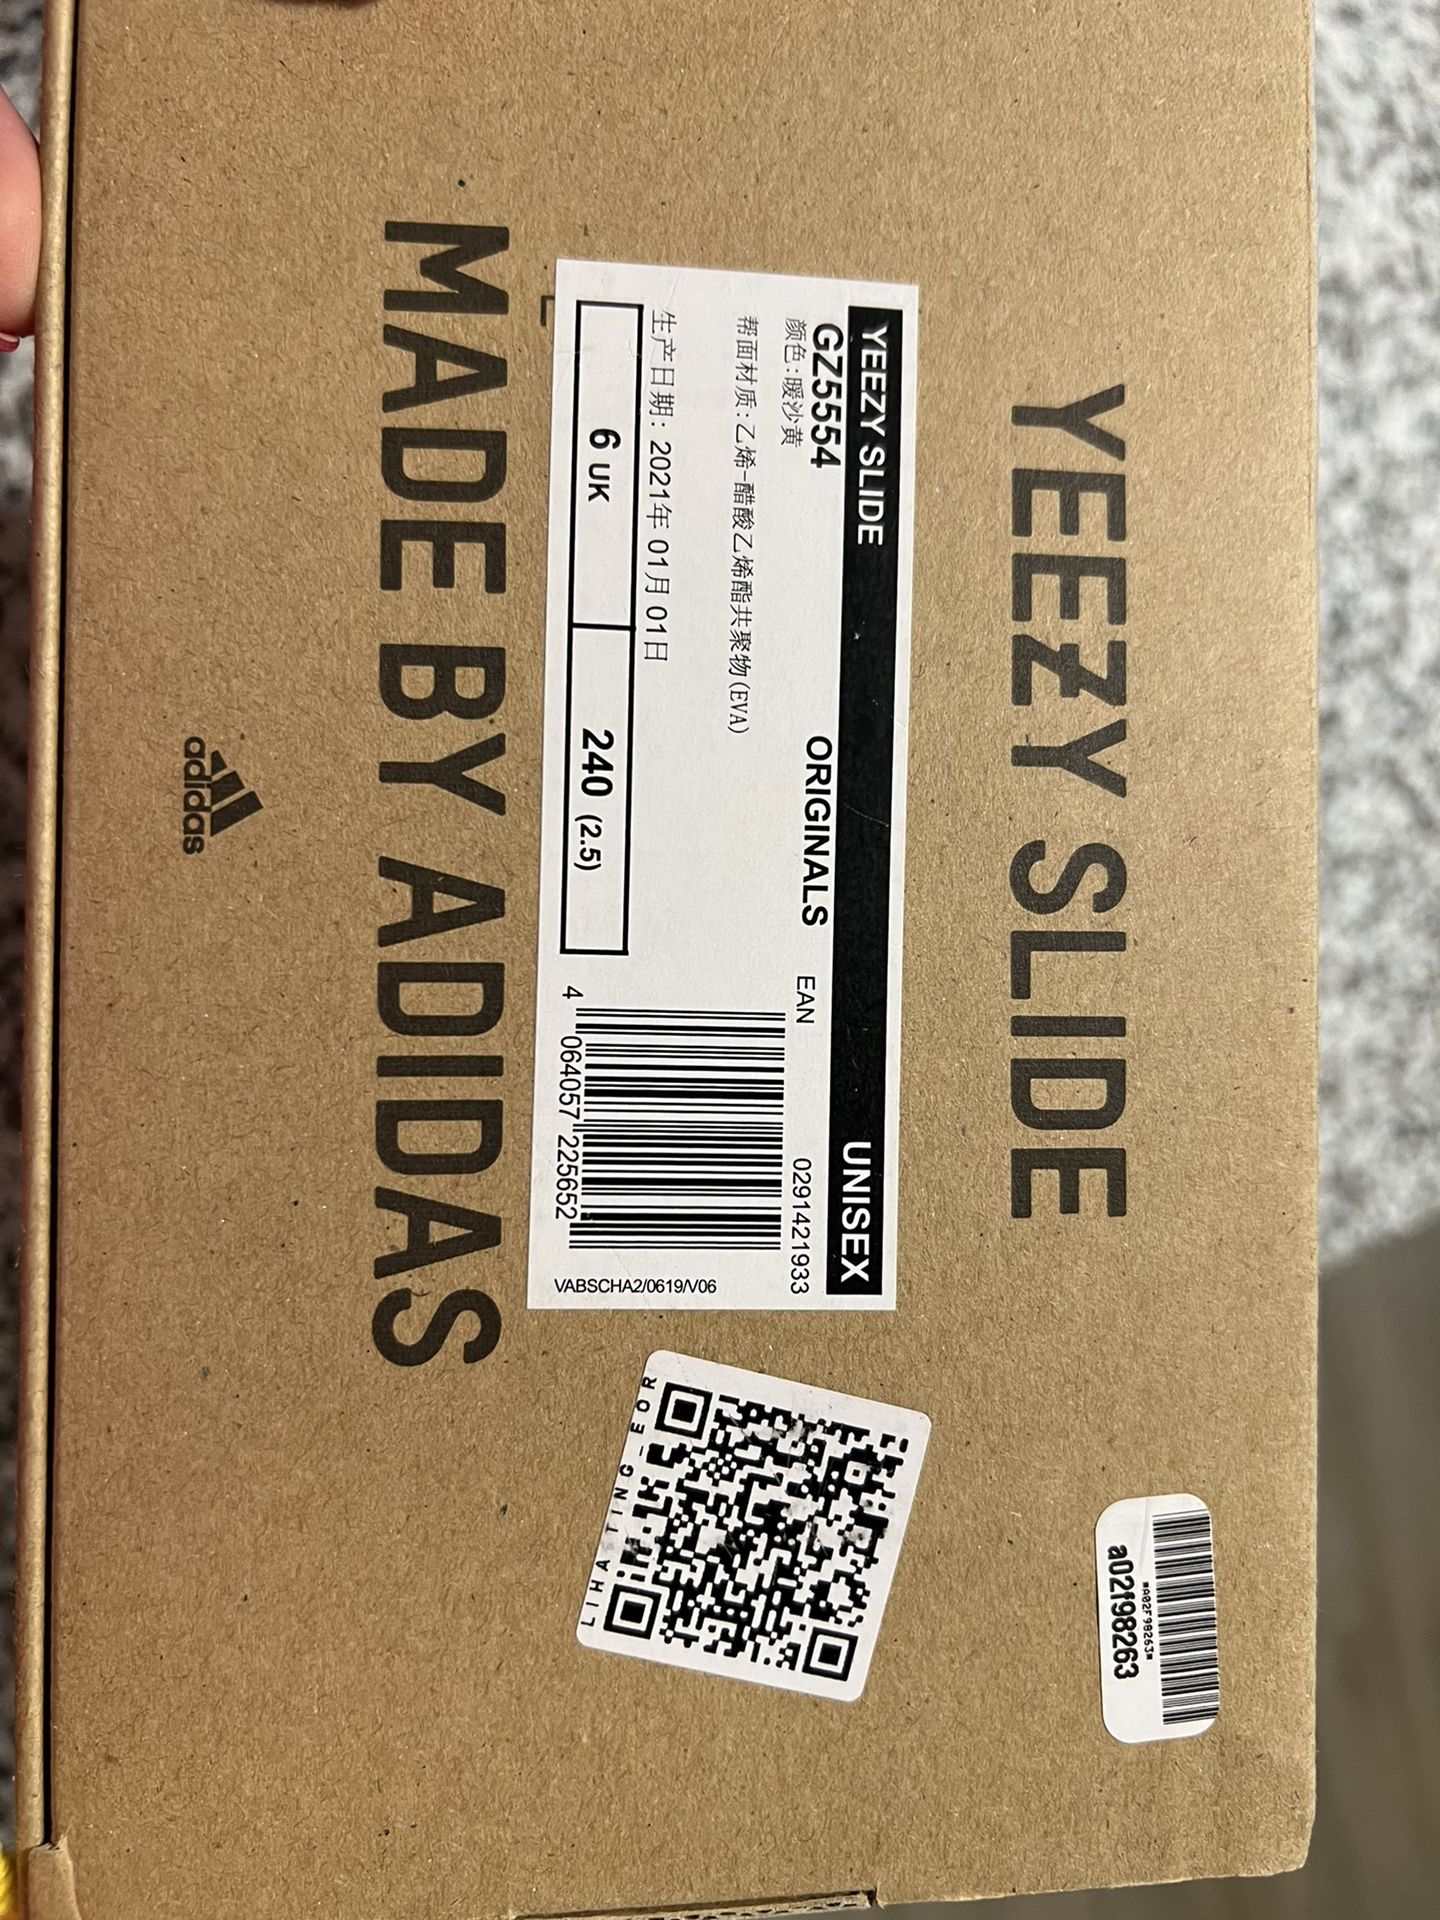 YEEZY SLIDE
YEEZY SLIDE UNISEX
GZ5554 ORIGINALS EAN 0291421933
颜色:暖沙黄
帮面材质:乙烯-醋酸乙烯酯共聚物(EVA)
生产日期: 2021年 01月 01日
6 UK 240 (2.5)
4 064057 225652
VABSCHA2/0619/V06
MADE BY ADIDAS
adidas
*A02F98263*
a02f98263